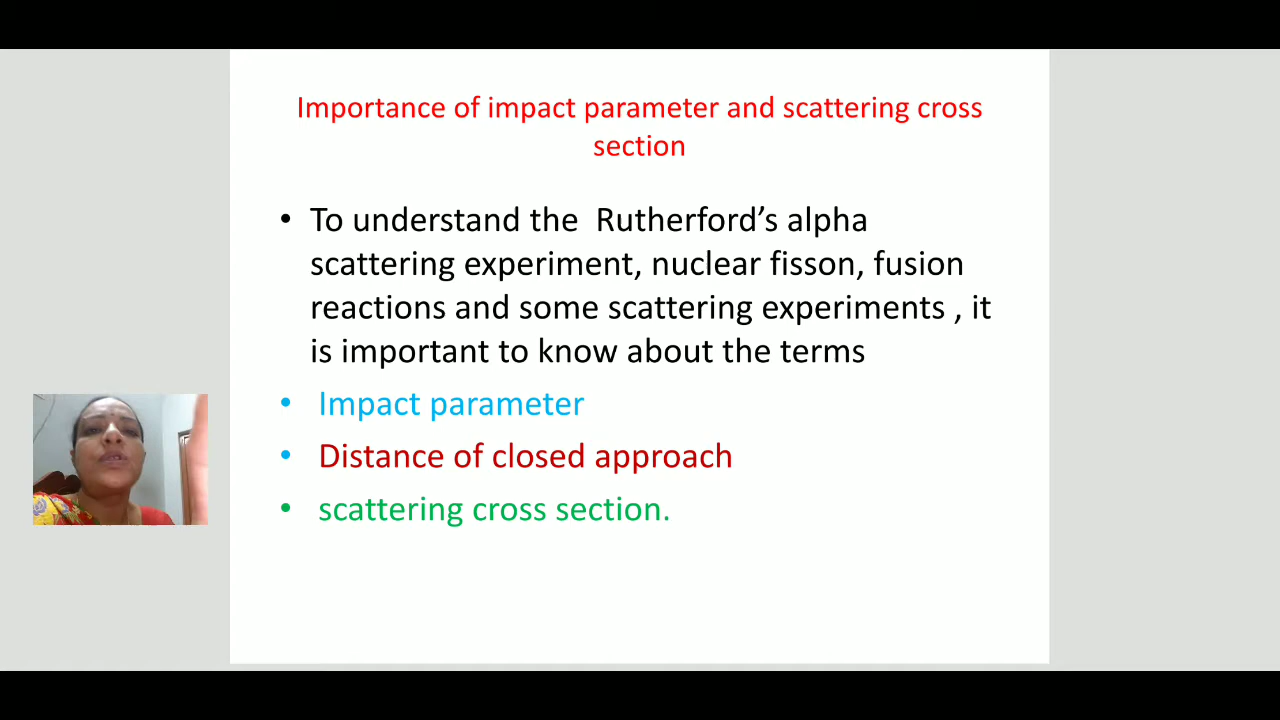 Importance of impact parameter and scattering cross
section
• To understand the  Rutherford’s alpha
scattering experiment, nuclear fisson, fusion
reactions and some scattering experiments , it
is important to know about the terms
• Impact parameter
• Distance of closed approach
• scattering cross section.